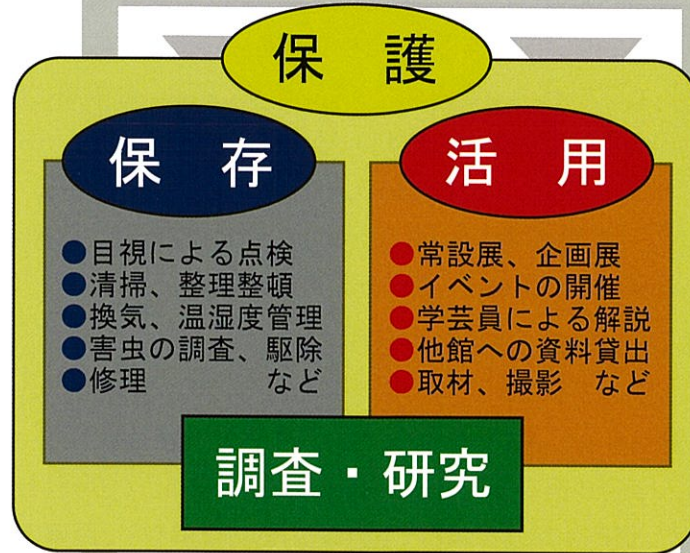 保　護
保　存
●目視による点検
●清掃、整理整頓
●換気、温湿度管理
●害虫の調査、駆除
●修理　　　　など
活　用
●常設展、企画展
●イベントの開催
●学芸員による解説
●他館への資料貸出
●取材、撮影　など
調査・研究